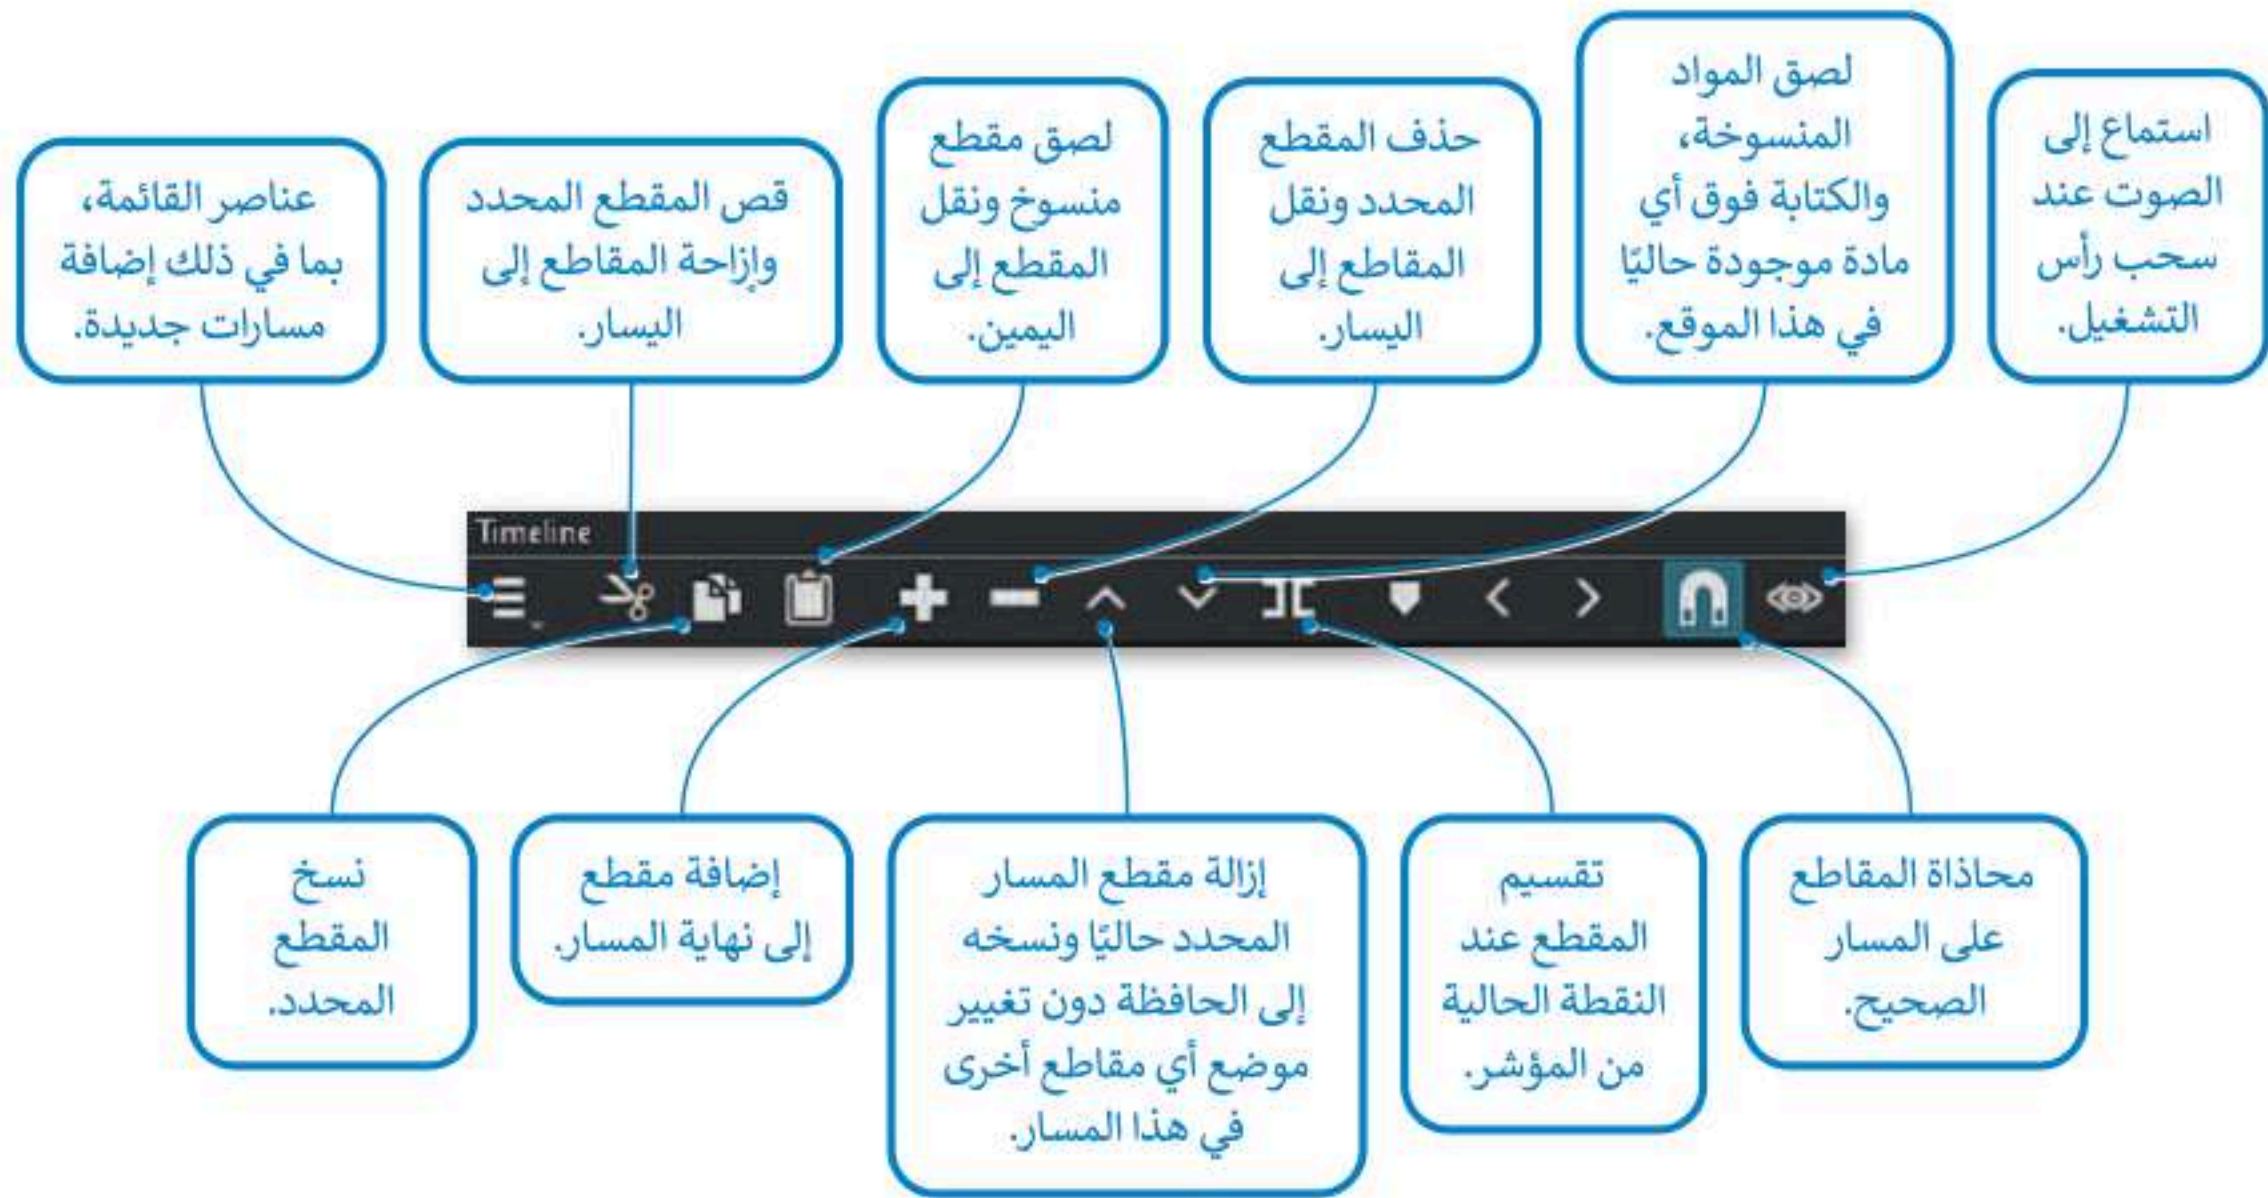 استماع إلى
الصوت عند
سحب رأس
التشغيل.
لصق المواد
المنسوخة،
والكتابة فوق أي
مادة موجودة حاليًا
في هذا الموقع.
حذف المقطع
المحدد ونقل
المقاطع إلى
اليسار.
لصق مقطع
منسوخ ونقل
المقطع إلى
اليمين.
قص المقطع المحدد
وإزاحة المقاطع إلى
اليسار.
عناصر القائمة،
بما في ذلك إضافة
مسارات جديدة.
Timeline
محاذاة المقاطع
على المسار
الصحيح.
تقسيم
المقطع عند
النقطة الحالية
من المؤشر.
إزالة مقطع المسار
المحدد حاليًا ونسخه
إلى الحافظة دون تغيير
موضع أي مقاطع أخرى
في هذا المسار.
إضافة مقطع
إلى نهاية المسار.
نسخ
المقطع
المحدد.